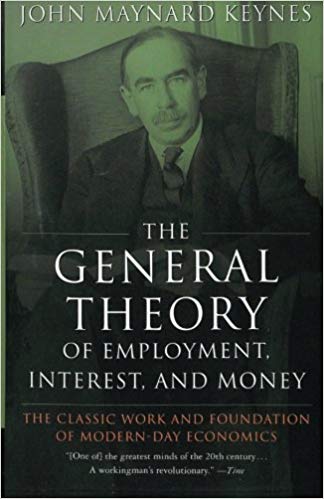 JOHN MAYNARD KEYNES
THE
GENERAL
THEORY
OF EMPLOYMENT,
INTEREST, AND MONEY
THE CLASSIC WORK AND FOUNDATION
OF MODERN-DAY ECONOMICS
"[One of] the greatest minds of the 20th century . . .
A workingman's revolutionary." —Time